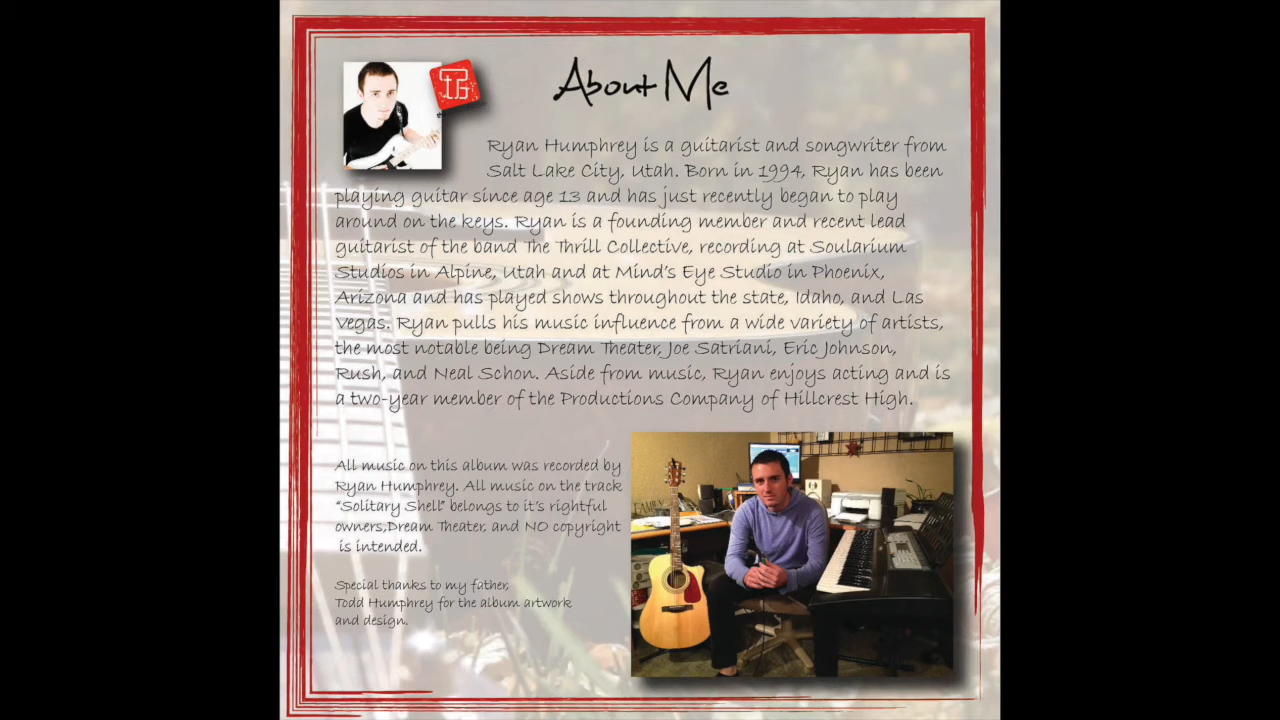 About Me
Ryan Humphrey is a guitarist and songwriter from
Salt Lake City, Utah. Born in 1994, Ryan has been
playing guitar since age 13 and has just recently began to play
around on the keys. Ryan is a founding member and recent lead
guitarist of the band The Thrill Collective, recording at Soularium
Studios in Alpine, Utah and at Mind's Eye Studio in Phoenix,
Arizona and has played shows throughout the state, Idaho, and Las
Vegas. Ryan pulls his music influence from a wide variety of artists,
the most notable being Dream Theater, Joe Satriani, Eric Johnson,
Rush, and Neal Schon. Aside from music, Ryan enjoys acting and is
a two-year member of the Productions Company of Hillcrest High.
All music on this album was recorded by
Ryan Humphrey. All music on the track
"Solitary Shell" belongs to it's rightful
owners,Dream Theater, and NO copyright
is intended.
Special thanks to my father,
Todd Humphrey for the album artwork
and design.
FAMILY